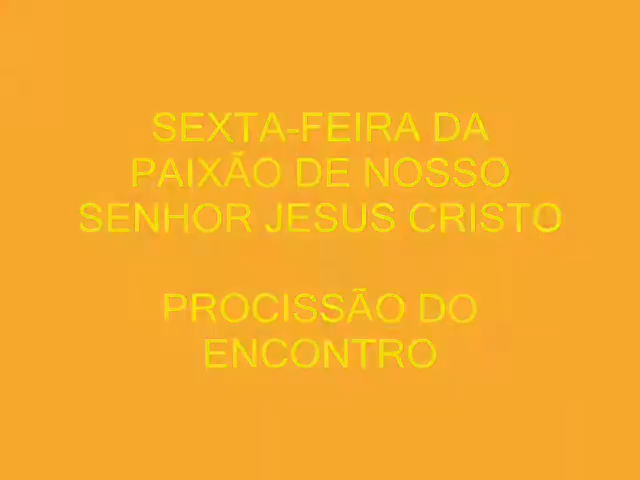 SEXTA-FEIRA DA
PAIXÃO DE NOSSO
SENHOR JESUS CRISTO
PROCISSÃO DO
ENCONTRO